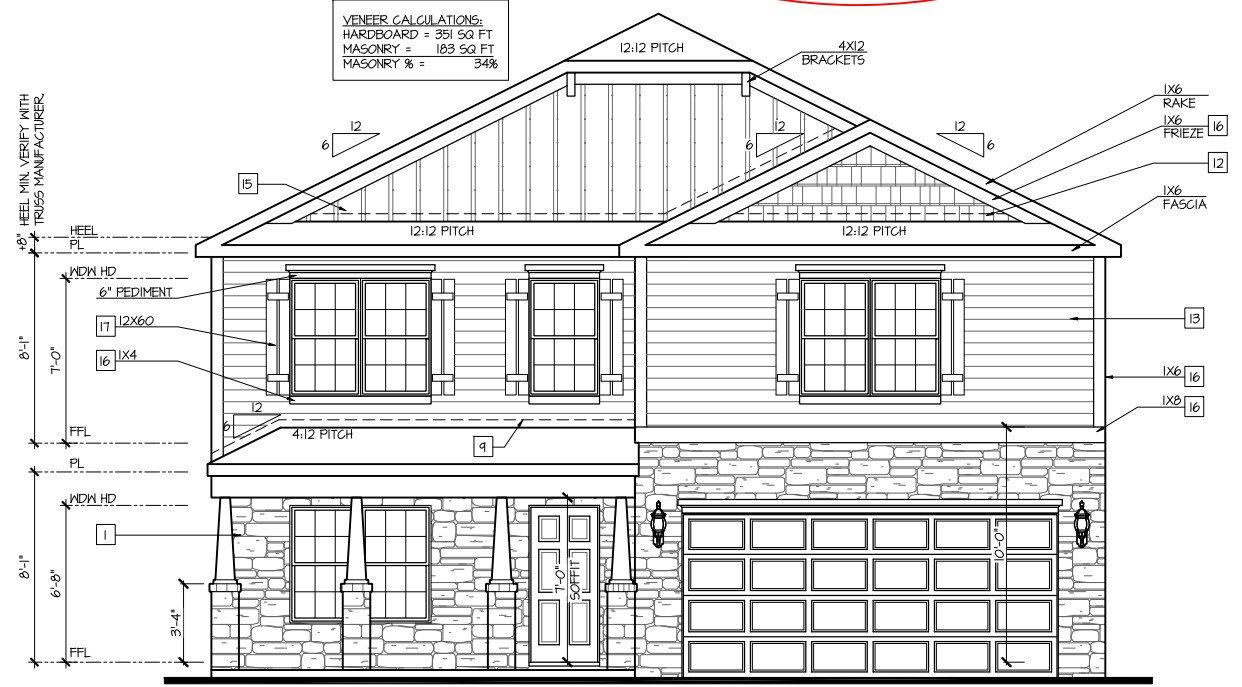 VENEER CALCULATIONS:
HARDBOARD = 351 SQ FT
MASONRY = 183 SQ FT
MASONRY % = 34%
12:12 PITCH
4X12
BRACKETS
+8" HEEL MIN. VERIFY WITH
TRUSS MANUFACTURER.
12
6
12
6
12
6
1X6
RAKE
1X6
FRIEZE 16
12
1X6
FASCIA
15
HEEL
PL
12:12 PITCH
12:12 PITCH
WDW HD
6" PEDIMENT
17 12X60
16 1X4
8'-1"
7'-0"
13
1X6 16
1X8 16
12
6
4:12 PITCH
9
FFL
PL
WDW HD
1
8'-1"
6'-8"
3'-4"
7'-0"
SOFFIT
10'-0"
FFL